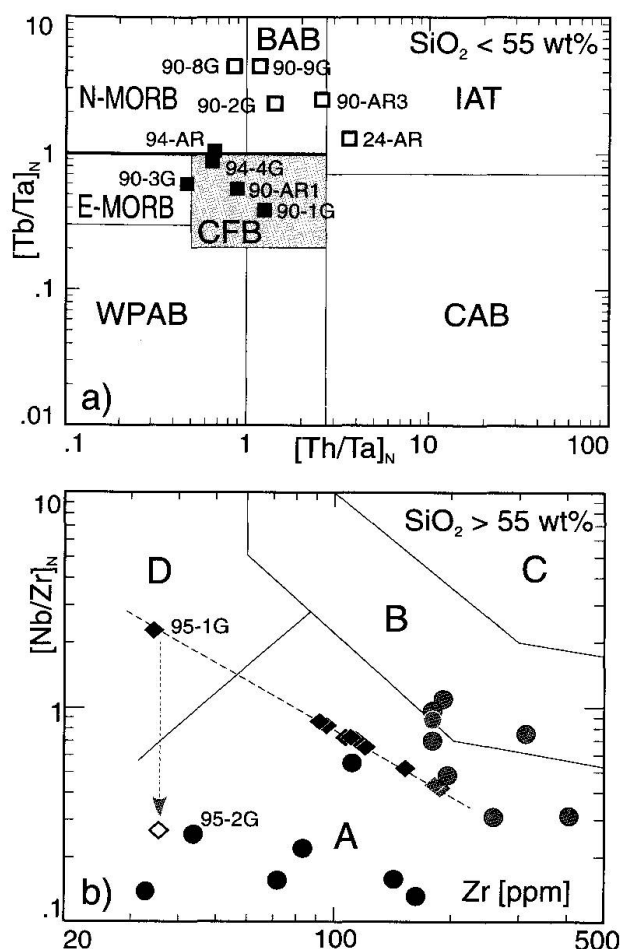 10
BAB
SiO2 < 55 wt%
90-8G
90-9G
N-MORB
90-2G
90-AR3
IAT
94-AR
24-AR
1
94-4G
90-3G
90-AR1
E-MORB
90-1G
CFB
[Tb/Ta]N
.1
WPAB
CAB
a)
.01
.1
1
10
100
[Th/Ta]N
10
SiO2 > 55 wt%
D
C
[Nb/Zr]N
95-1G
B
1
95-2G
A
b)
Zr [ppm]
.1
20
100
500